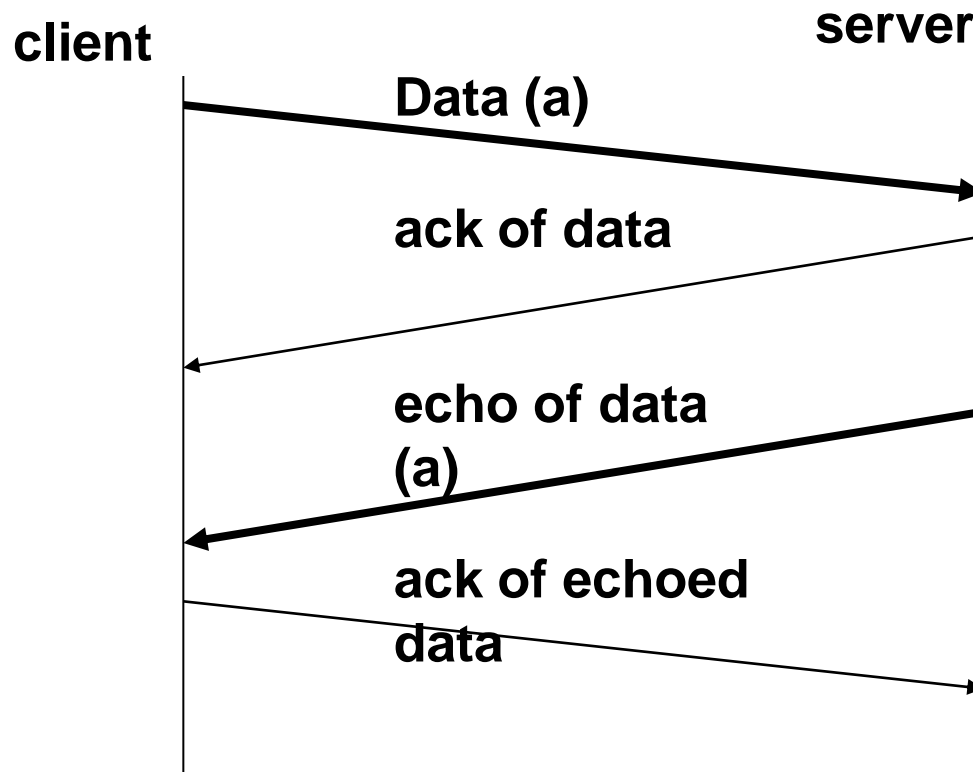 client
server
Data (a)
ack of data
echo of data
(a)
ack of echoed
data